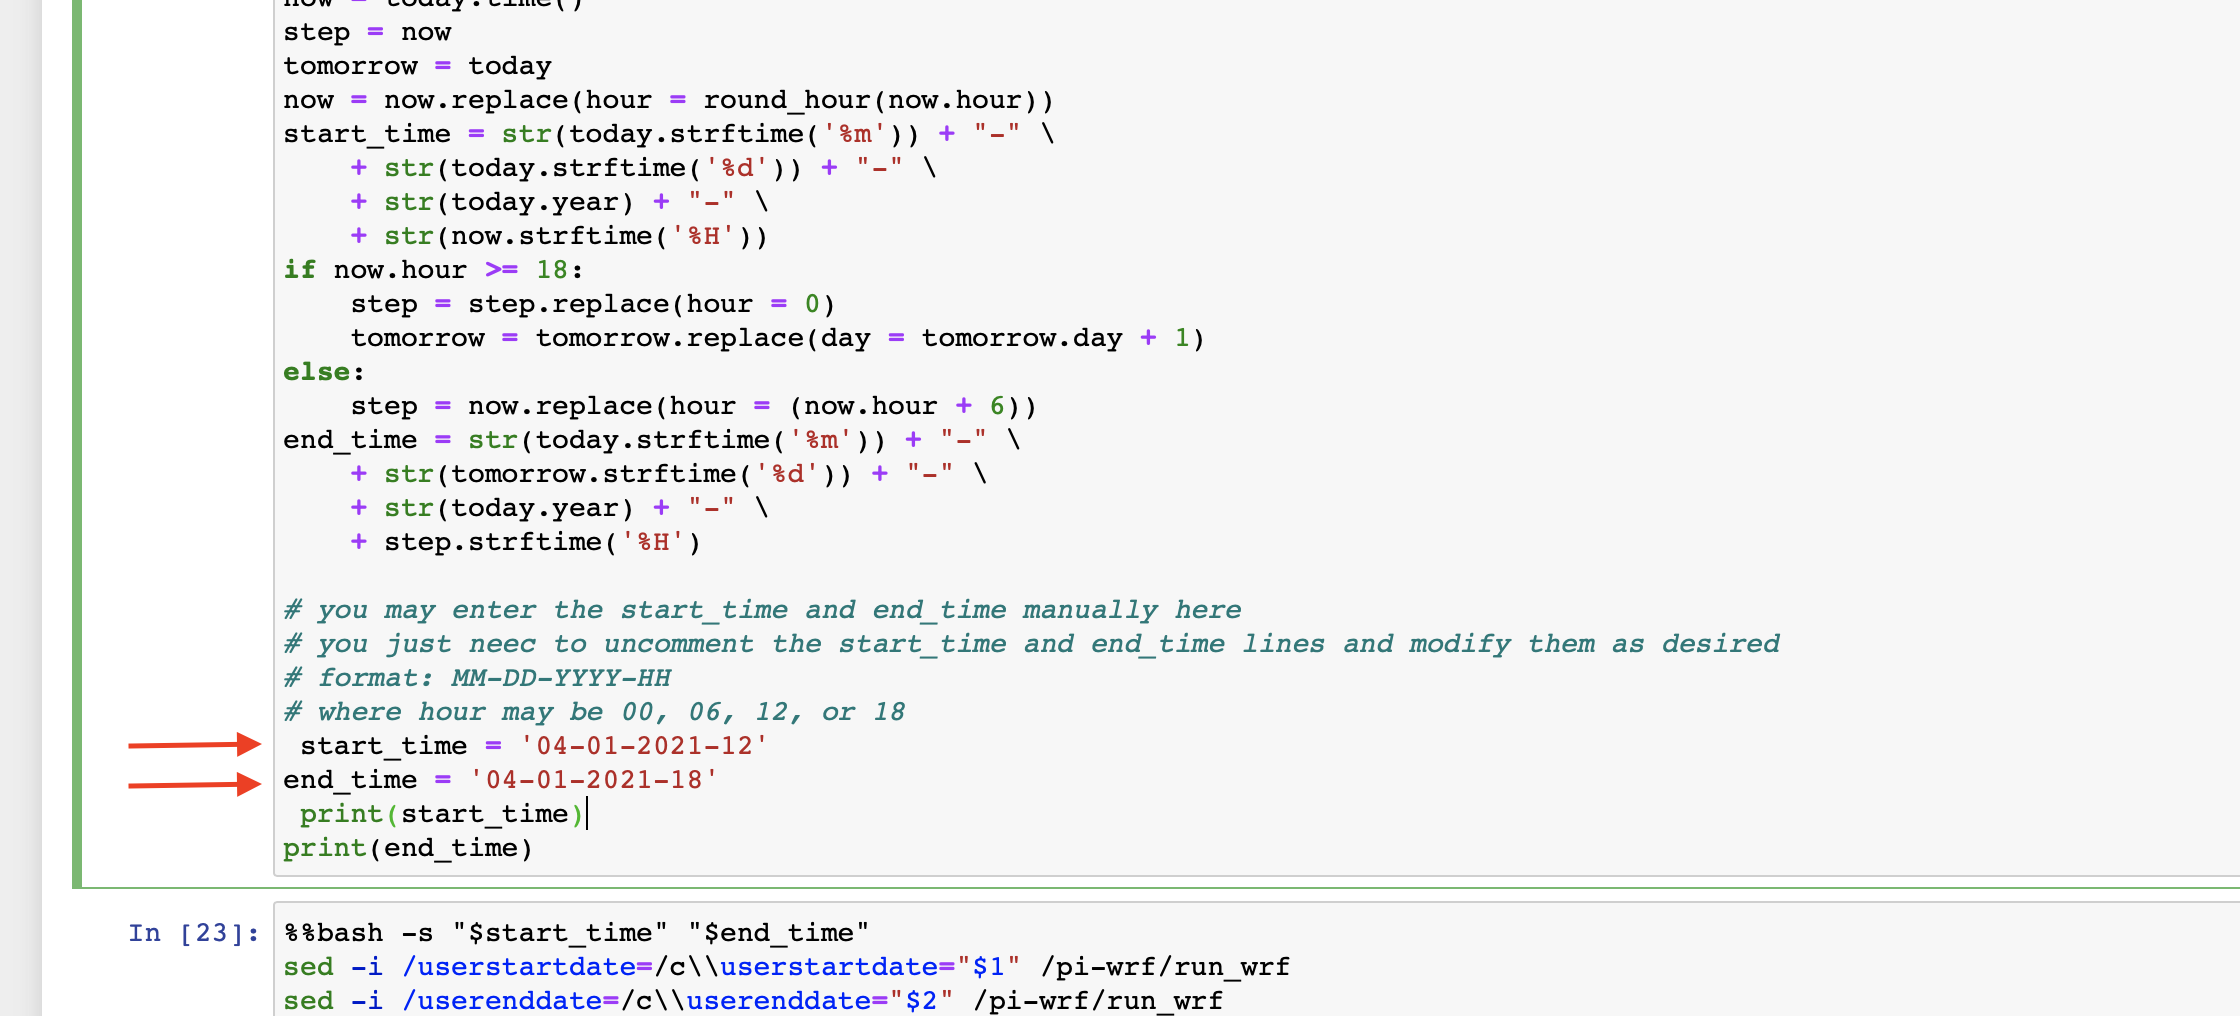 now = today.time()
step = now
tomorrow = today
now = now.replace(hour = round_hour(now.hour))
start_time = str(today.strftime('%m')) + "-" \
    + str(today.strftime('%d')) + "-" \
    + str(today.year) + "-" \
    + str(now.strftime('%H'))
if now.hour >= 18:
    step = step.replace(hour = 0)
    tomorrow = tomorrow.replace(day = tomorrow.day + 1)
else:
    step = now.replace(hour = (now.hour + 6))
end_time = str(today.strftime('%m')) + "-" \
    + str(tomorrow.strftime('%d')) + "-" \
    + str(today.year) + "-" \
    + step.strftime('%H')
# you may enter the start_time and end_time manually here
# you just neec to uncomment the start_time and end_time lines and modify them as desired
# format: MM-DD-YYYY-HH
# where hour may be 00, 06, 12, or 18
 start_time = '04-01-2021-12'
end_time = '04-01-2021-18'
 print(start_time)
print(end_time)
In [23]: %%bash -s "$start_time" "$end_time"
sed -i /userstartdate=/c\\userstartdate="$1" /pi-wrf/run_wrf
sed -i /userenddate=/c\\userenddate="$2" /pi-wrf/run_wrf